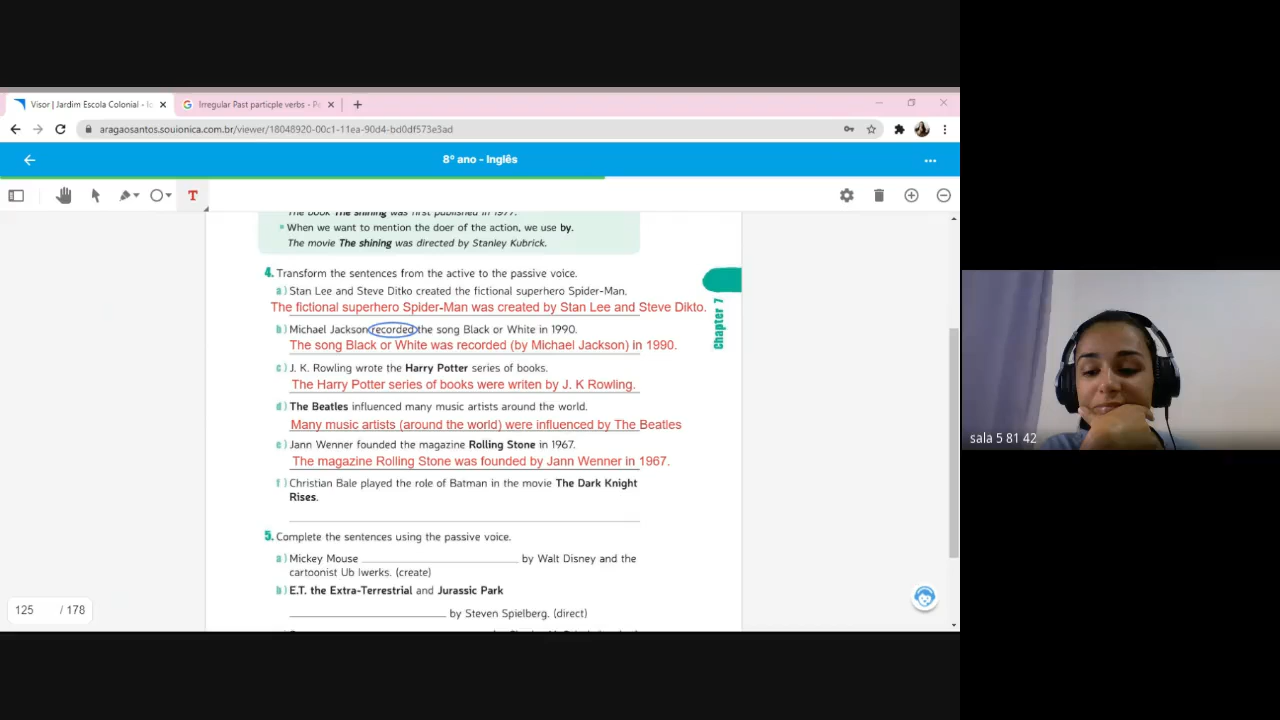 Visor | Jardim Escola Colonial - Io
Irregular Past particple verbs - Pe
aragaosantos.souionica.com.br/viewer/18048920-00c1-11ea-90d4-bd0df573e3ad
8º ano - Inglês
T
The book The shining was first published in 1977.
When we want to mention the doer of the action, we use by.
The movie The shining was directed by Stanley Kubrick.
4. Transform the sentences from the active to the passive voice.
a) Stan Lee and Steve Ditko created the fictional superhero Spider-Man.
The fictional superhero Spider-Man was created by Stan Lee and Steve Dikto.
b) Michael Jackson recorded the song Black or White in 1990.
The song Black or White was recorded (by Michael Jackson) in 1990.
c) J. K. Rowling wrote the Harry Potter series of books.
The Harry Potter series of books were writen by J. K Rowling.
d) The Beatles influenced many music artists around the world.
Many music artists (around the world) were influenced by The Beatles
e) Jann Wenner founded the magazine Rolling Stone in 1967.
The magazine Rolling Stone was founded by Jann Wenner in 1967.
f) Christian Bale played the role of Batman in the movie The Dark Knight
Rises.
5. Complete the sentences using the passive voice.
a) Mickey Mouse ____ by Walt Disney and the
cartoonist Ub Iwerks. (create)
b) E.T. the Extra-Terrestrial and Jurassic Park
____ by Steven Spielberg. (direct)
Chapter 7
125 / 178
sala 5 81 42